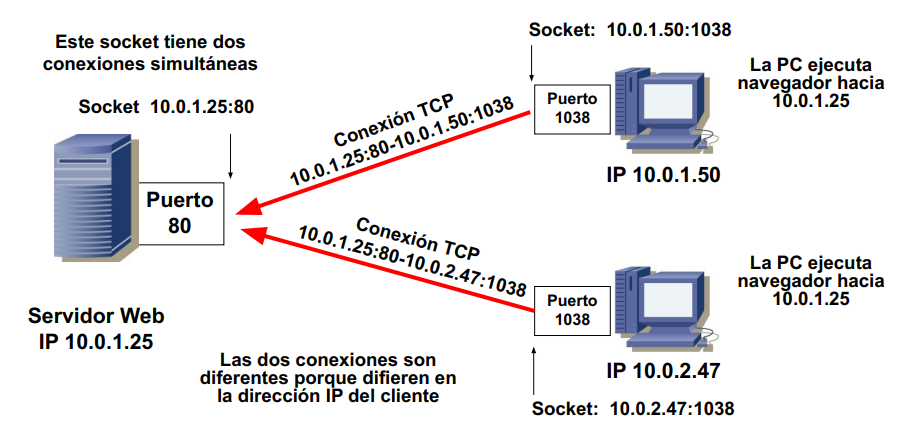 Este socket tiene dos
conexiones simultáneas
Socket 10.0.1.25:80
Puerto
80
Servidor Web
IP 10.0.1.25
Conexión TCP
10.0.1.25:80-10.0.1.50:1038
Socket: 10.0.1.50:1038
Puerto
1038
IP 10.0.1.50
La PC ejecuta
navegador hacia
10.0.1.25
Conexión TCP
10.0.1.25:80-10.0.2.47:1038
Puerto
1038
IP 10.0.2.47
La PC ejecuta
navegador hacia
10.0.1.25
Socket: 10.0.2.47:1038
Las dos conexiones son
diferentes porque difieren en
la dirección IP del cliente